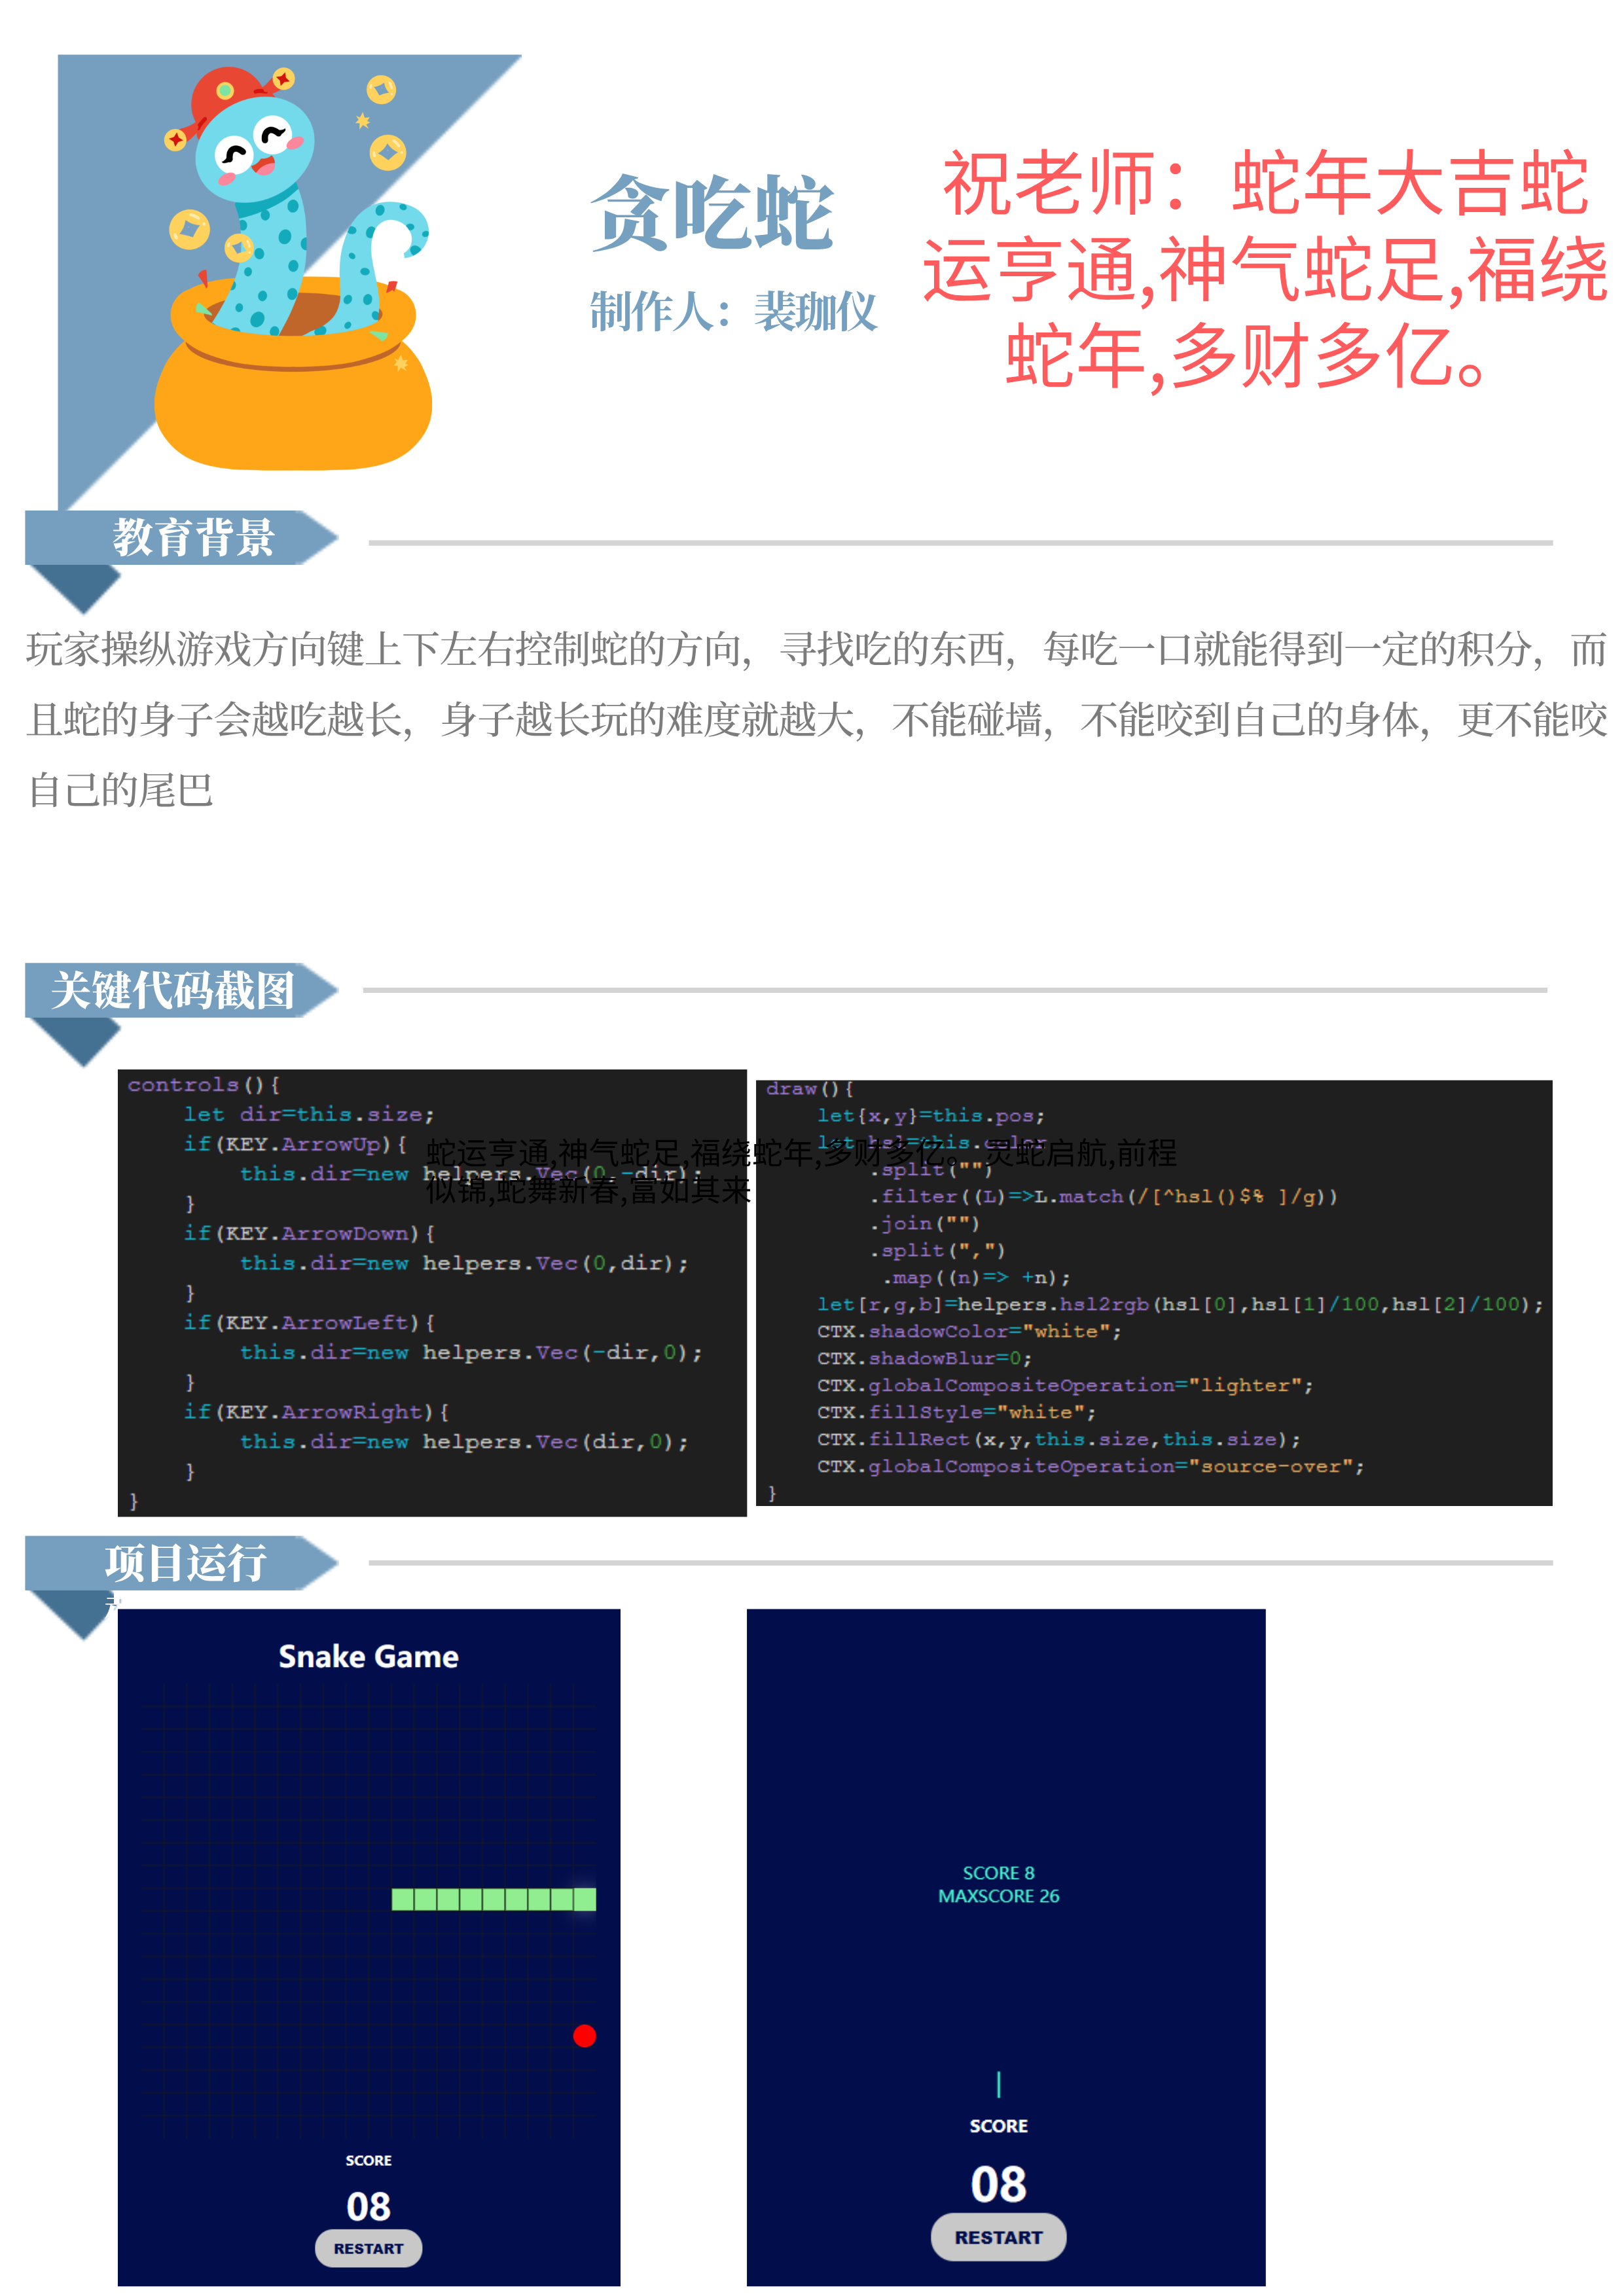 贪吃蛇
制作人：裴珈仪
祝老师：蛇年大吉蛇
运亨通,神气蛇足,福绕
蛇年,多财多亿。
教育背景
玩家操纵游戏方向键上下左右控制蛇的方向，寻找吃的东西，每吃一口就能得到一定的积分，而
且蛇的身子会越吃越长，身子越长玩的难度就越大，不能碰墙，不能咬到自己的身体，更不能咬
自己的尾巴
关键代码截图
controls(){
let dir=this.size;
if(KEY.ArrowUp){
this.dir=new helpers.Vec(0,-dir);
}
if(KEY.ArrowDown){
this.dir=new helpers.Vec(0,dir);
}
if(KEY.ArrowLeft){
this.dir=new helpers.Vec(-dir,0);
}
if(KEY.ArrowRight){
this.dir=new helpers.Vec(dir,0);
}
}
蛇运亨通,神气蛇足,福绕蛇年,多财多亿。 灵蛇启航,前程
似锦,蛇舞新春,富如其来
draw(){
let{x,y}=this.pos;
let hsl=this.color
.split("")
.filter((L)=>L.match(/[^hsl()$% ]/g))
.join("")
.split(",")
.map((n)=> +n);
let[r,g,b]=helpers.hsl2rgb(hsl[0],hsl[1]/100,hsl[2]/100);
CTX.shadowColor="white";
CTX.shadowBlur=0;
CTX.globalCompositeOperation="lighter";
CTX.fillStyle="white";
CTX.fillRect(x,y,this.size,this.size);
CTX.globalCompositeOperation="source-over";
}
项目运行
Snake Game
SCORE
08
RESTART
SCORE 8
MAXSCORE 26
SCORE
08
RESTART